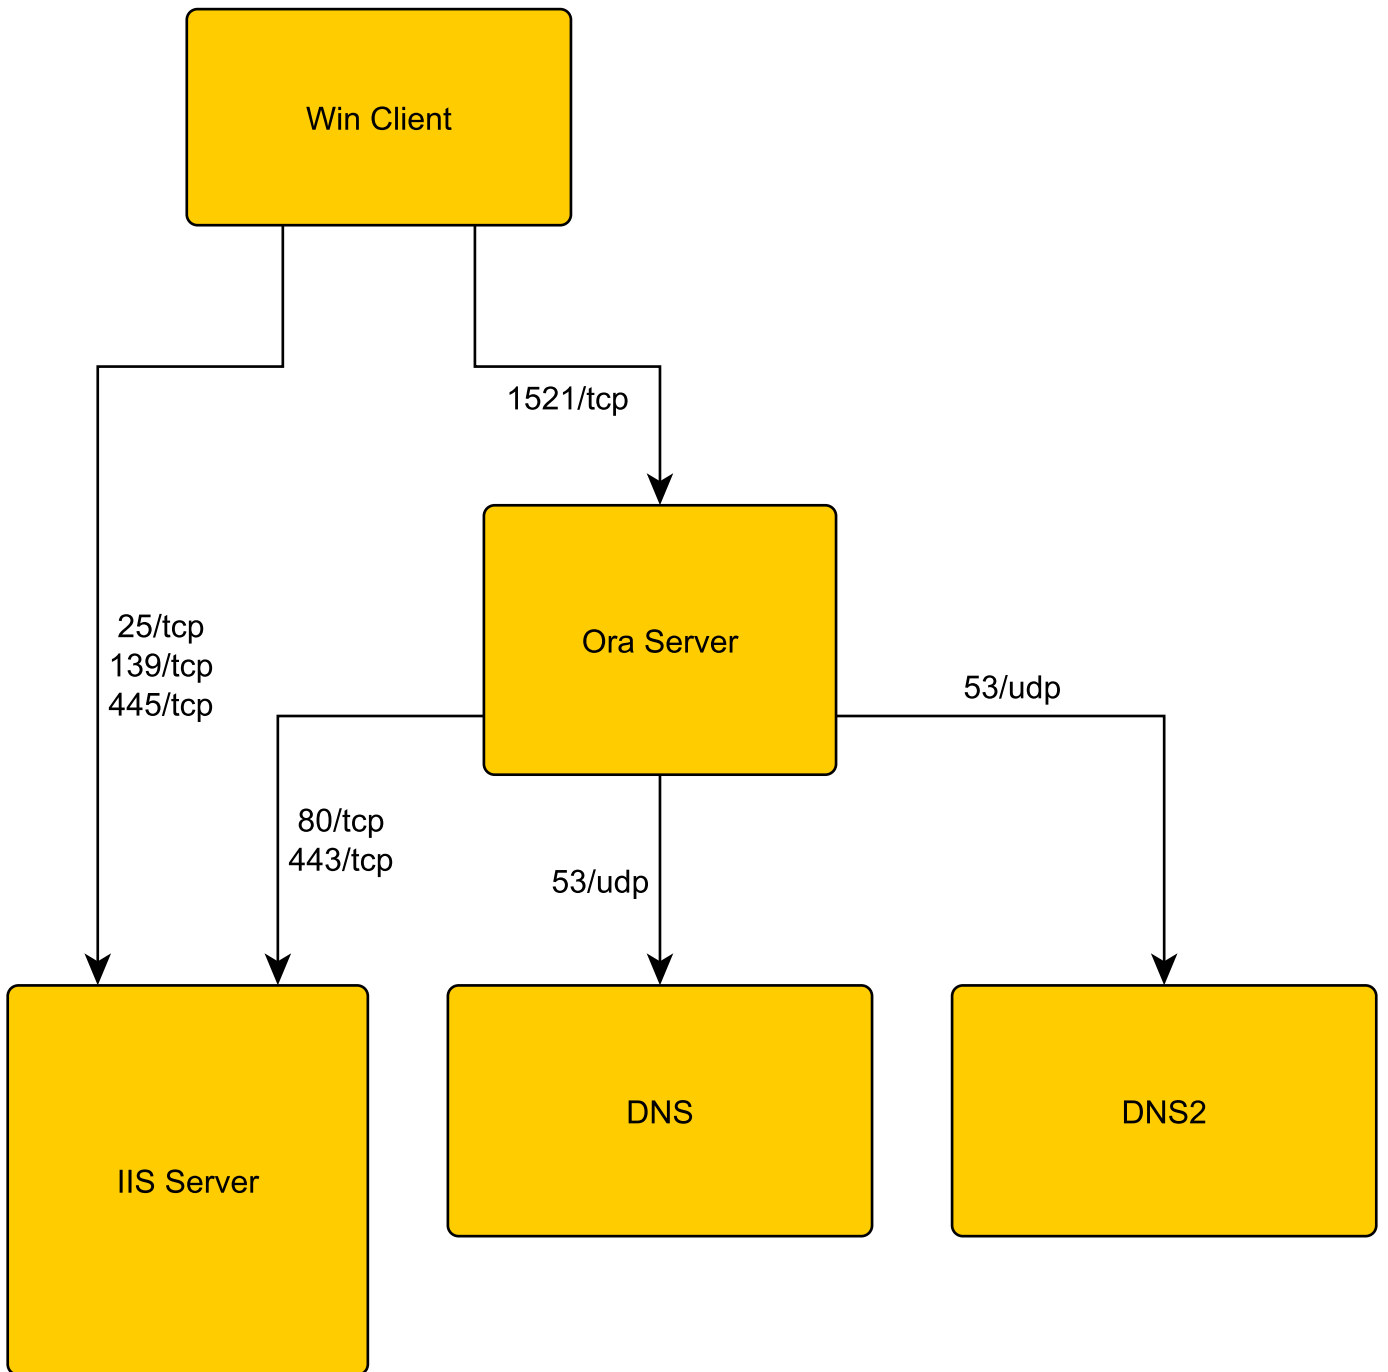 Win Client
1521/tcp
25/tcp
139/tcp
445/tcp
Ora Server
53/udp
80/tcp
443/tcp
53/udp
DNS
DNS2
IIS Server